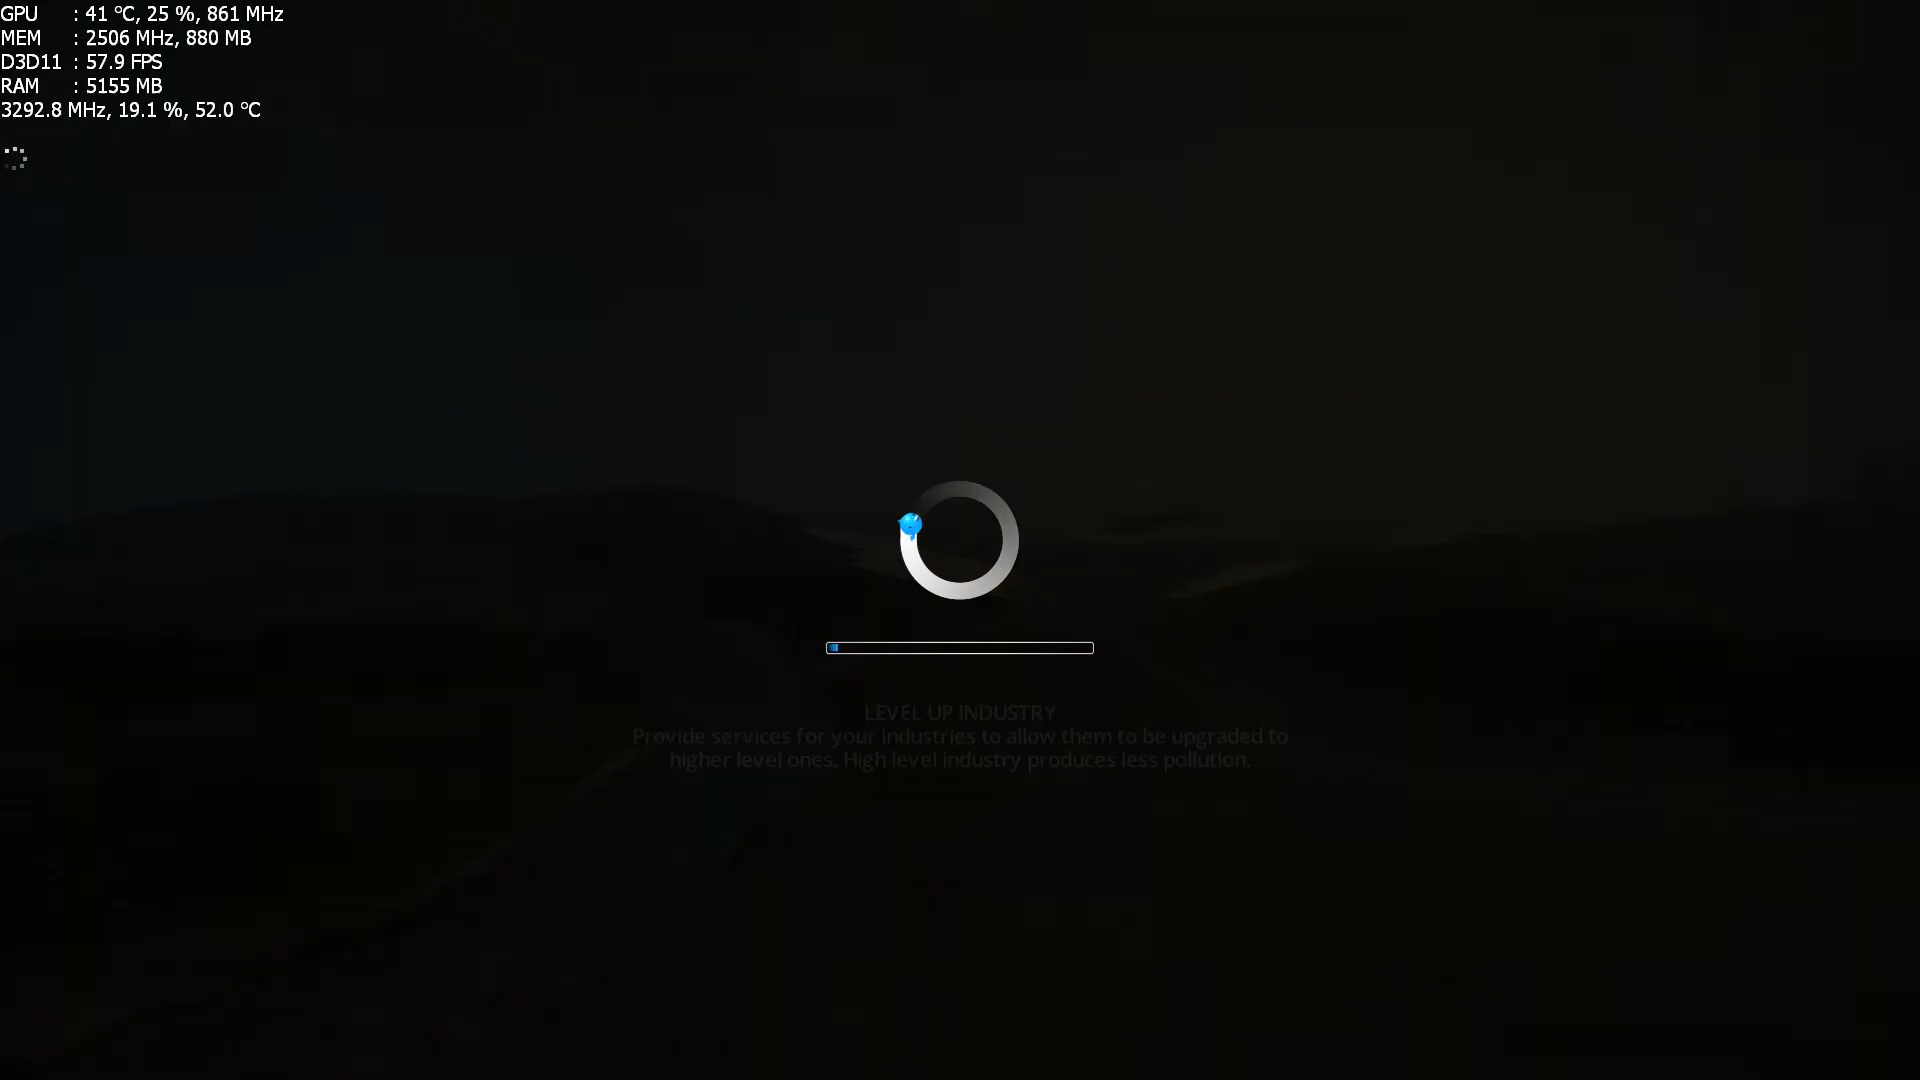 GPU : 41 °C, 25 %, 861 MHz
MEM : 2506 MHz, 880 MB
D3D11 : 57.9 FPS
RAM : 5155 MB
3292.8 MHz, 19.1 %, 52.0 °C
LEVEL UP INDUSTRY
Provide services for your industries to allow them to be upgraded to
higher level ones. High level industry produces less pollution.